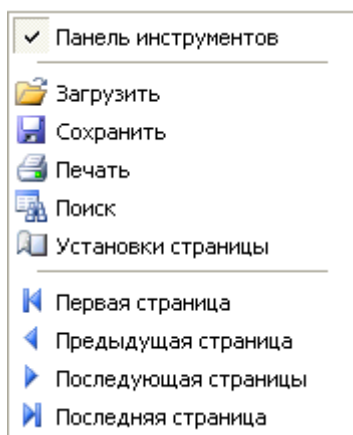 Панель инструментов
Загрузить
Сохранить
Печать
Поиск
Установки страницы
Первая страница
Предыдущая страница
Последующая страницы
Последняя страница